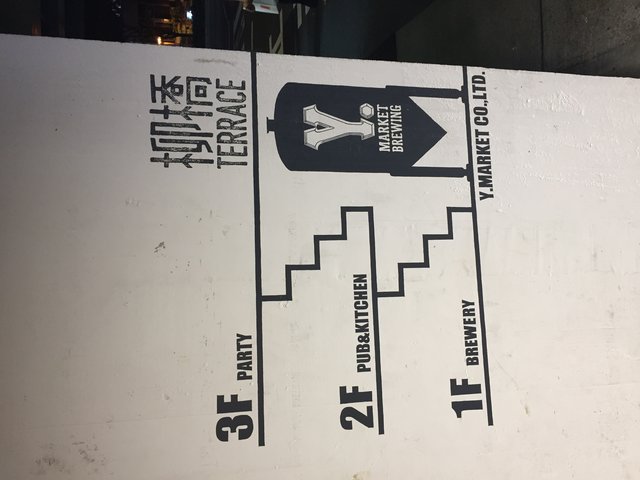 柳橋
TERRACE
Y.
MARKET
BREWING
3F PARTY
2F PUB&KITCHEN
1F BREWERY
Y.MARKET CO.,LTD.